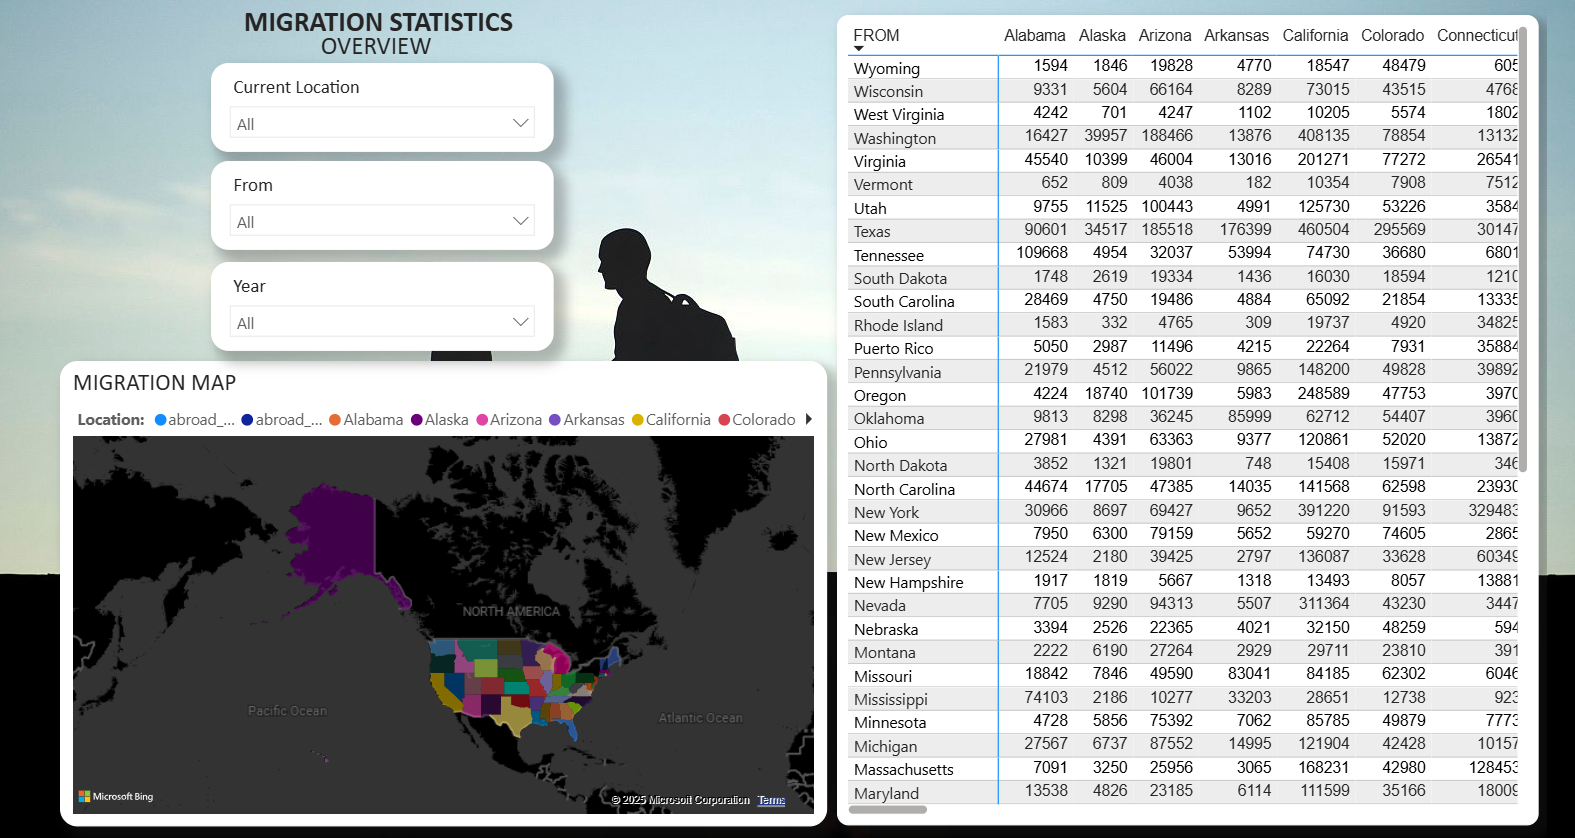 MIGRATION STATISTICS
OVERVIEW
Current Location
All
From
All
Year
All
MIGRATION MAP
Location: abroad_... abroad_... Alabama Alaska Arizona Arkansas California Colorado
NORTH AMERICA
Pacific Ocean
Atlantic Ocean
Microsoft Bing
© 2025 Microsoft Corporation Terms
FROM Alabama Alaska Arizona Arkansas California Colorado Connecticut
Wyoming 1594 1846 19828 4770 18547 48479 605
Wisconsin 9331 5604 66164 8289 73015 43515 4768
West Virginia 4242 701 4247 1102 10205 5574 1802
Washington 16427 39957 188466 13876 408135 78854 13132
Virginia 45540 10399 46004 13016 201271 77272 26541
Vermont 652 809 4038 182 10354 7908 7512
Utah 9755 11525 100443 4991 125730 53226 3584
Texas 90601 34517 185518 176399 460504 295569 30147
Tennessee 109668 4954 32037 53994 74730 36680 6801
South Dakota 1748 2619 19334 1436 16030 18594 1210
South Carolina 28469 4750 19486 4884 65092 21854 13335
Rhode Island 1583 332 4765 309 19737 4920 34825
Puerto Rico 5050 2987 11496 4215 22264 7931 35884
Pennsylvania 21979 4512 56022 9865 148200 49828 39892
Oregon 4224 18740 101739 5983 248589 47753 3970
Oklahoma 9813 8298 36245 85999 62712 54407 3960
Ohio 27981 4391 63363 9377 120861 52020 13872
North Dakota 3852 1321 19801 748 15408 15971 346
North Carolina 44674 17705 47385 14035 141568 62598 23930
New York 30966 8697 69427 9652 391220 91593 329483
New Mexico 7950 6300 79159 5652 59270 74605 2865
New Jersey 12524 2180 39425 2797 136087 33628 60349
New Hampshire 1917 1819 5667 1318 13493 8057 13881
Nevada 7705 9290 94313 5507 311364 43230 3447
Nebraska 3394 2526 22365 4021 32150 48259 594
Montana 2222 6190 27264 2929 29711 23810 391
Missouri 18842 7846 49590 83041 84185 62302 6046
Mississippi 74103 2186 10277 33203 28651 12738 923
Minnesota 4728 5856 75392 7062 85785 49879 7773
Michigan 27567 6737 87552 14995 121904 42428 10157
Massachusetts 7091 3250 25956 3065 168231 42980 128453
Maryland 13538 4826 23185 6114 111599 35166 18009